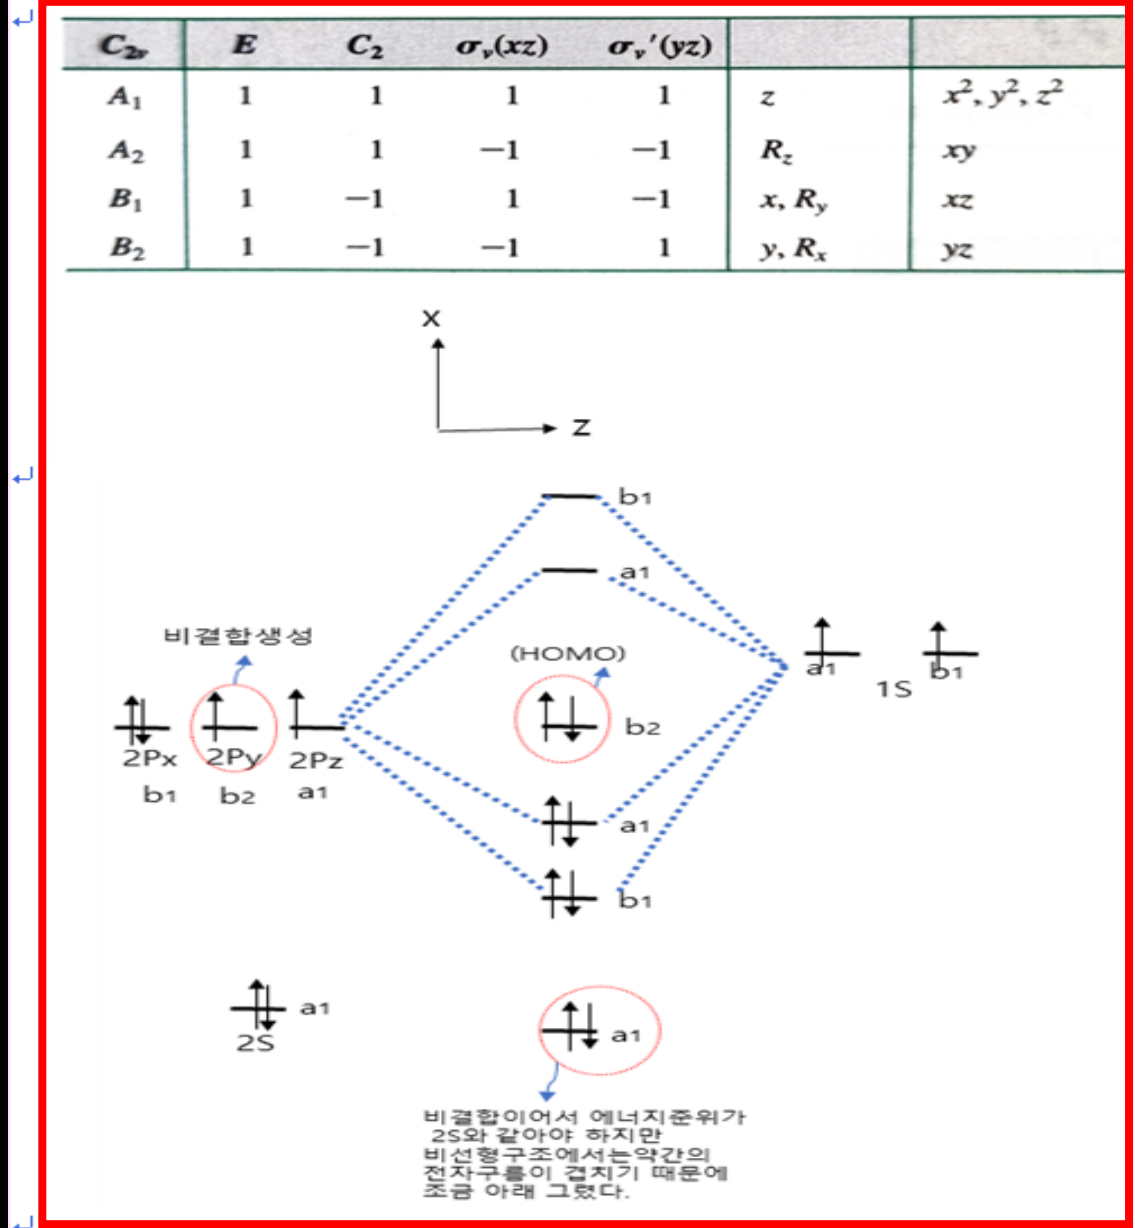 C₂ᵥ E C₂ σᵥ(xz) σᵥ′(yz)
A₁ 1 1 1 1 z x², y², z²
A₂ 1 1 −1 −1 R_z xy
B₁ 1 −1 1 −1 x, R_y xz
B₂ 1 −1 −1 1 y, R_x yz
X
Z
b1
a1
비결합생성
(HOMO)
a1
1S
b1
b2
2Px 2Py 2Pz
b1 b2 a1
a1
b1
a1
2S
a1
비결합이어서 에너지준위가
2S와 같아야 하지만
비선형구조에서는약간의
전자구름이 겹치기 때문에
조금 아래 그렸다.